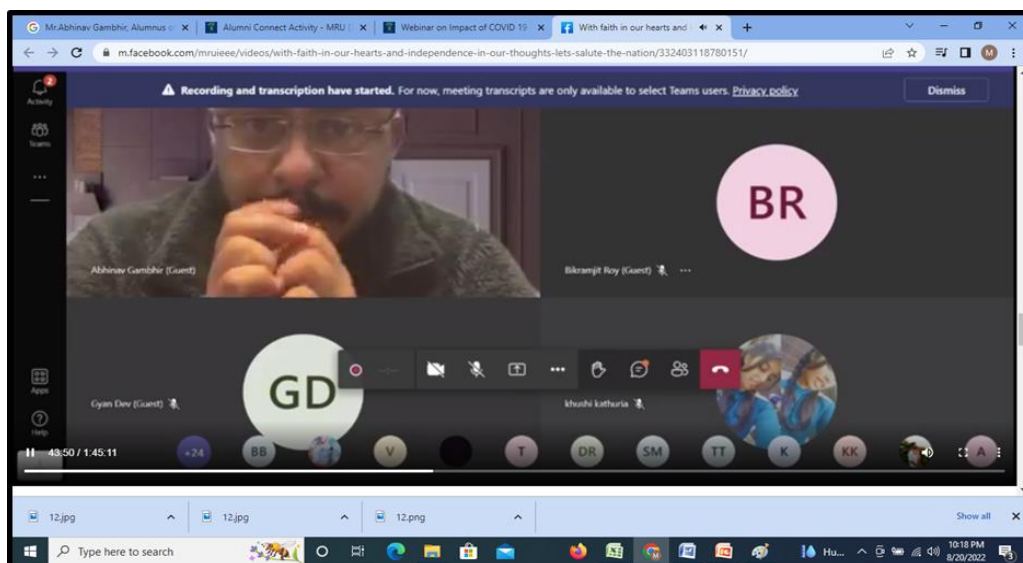 Mr.Abhinav Gambhir, Alumnus o
Alumni Connect Activity - MRU
Webinar on Impact of COVID 19
With faith in our hearts and
m.facebook.com/mruieee/videos/with-faith-in-our-hearts-and-independence-in-our-thoughts-lets-salute-the-nation/332403118780151/
M
2
Activity
Teams
Recording and transcription have started. For now, meeting transcripts are only available to select Teams users. Privacy policy
Dismiss
BR
Abhinav Gambhir (Guest)
Bikramjit Roy (Guest)
GD
Gyan Dev (Guest)
khushi kathuria
Apps
Help
43:50 / 1:45:11
+24
BB
V
T
DR
SM
TT
K
KK
A
12.jpg
12.jpg
12.png
Show all
Type here to search
Hu...
10:18 PM
8/20/2022
3